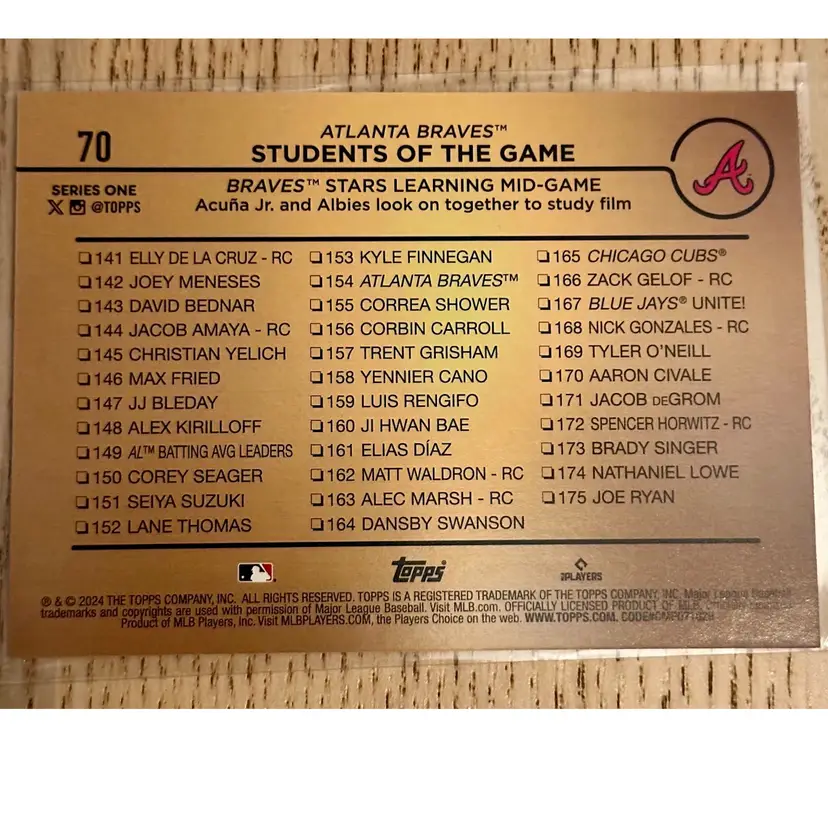 70
ATLANTA BRAVES™
STUDENTS OF THE GAME
A
SERIES ONE
X @TOPPS
BRAVES™ STARS LEARNING MID-GAME
Acuña Jr. and Albies look on together to study film
141 ELLY DE LA CRUZ - RC
142 JOEY MENESES
143 DAVID BEDNAR
144 JACOB AMAYA - RC
145 CHRISTIAN YELICH
146 MAX FRIED
147 JJ BLEDAY
148 ALEX KIRILLOFF
149 AL™ BATTING AVG LEADERS
150 COREY SEAGER
151 SEIYA SUZUKI
152 LANE THOMAS
153 KYLE FINNEGAN
154 ATLANTA BRAVES™
155 CORREA SHOWER
156 CORBIN CARROLL
157 TRENT GRISHAM
158 YENNIER CANO
159 LUIS RENGIFO
160 JI HWAN BAE
161 ELIAS DÍAZ
162 MATT WALDRON - RC
163 ALEC MARSH - RC
164 DANSBY SWANSON
165 CHICAGO CUBS®
166 ZACK GELOF - RC
167 BLUE JAYS® UNITE!
168 NICK GONZALES - RC
169 TYLER O'NEILL
170 AARON CIVALE
171 JACOB DEGROM
172 SPENCER HORWITZ - RC
173 BRADY SINGER
174 NATHANIEL LOWE
175 JOE RYAN
topps
PLAYERS
® & © 2024 THE TOPPS COMPANY, INC. ALL RIGHTS RESERVED. TOPPS IS A REGISTERED TRADEMARK OF THE TOPPS COMPANY, INC. Major League Baseball
trademarks and copyrights are used with permission of Major League Baseball. Visit MLB.com. OFFICIALLY LICENSED PRODUCT OF MLB
Product of MLB Players, Inc. Visit MLBPLAYERS.COM, the Players Choice on the web. WWW.TOPPS.COM.